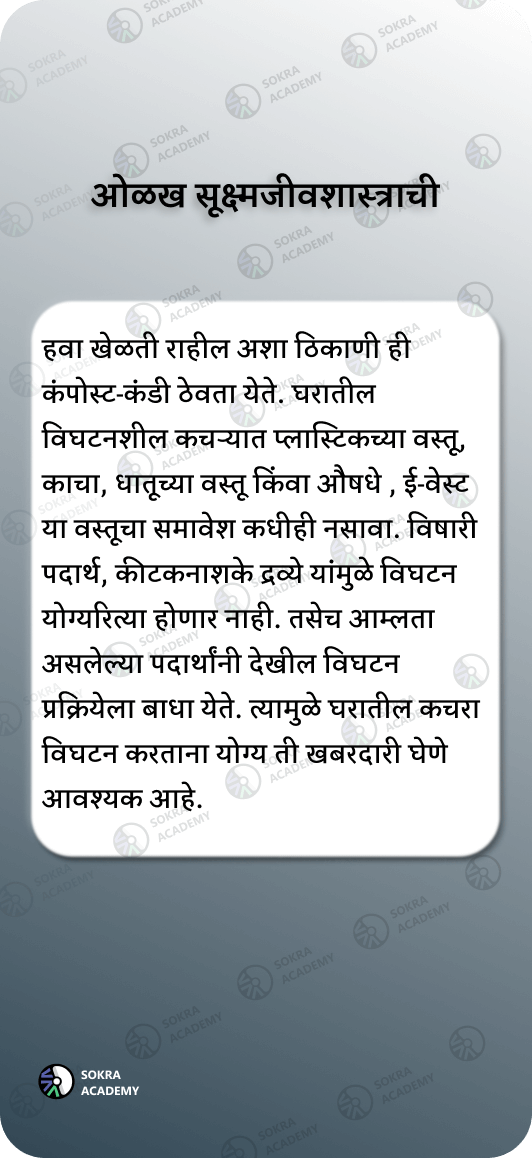 ओळख सूक्ष्मजीवशास्त्राची
हवा खेळती राहील अशा ठिकाणी ही
कंपोस्ट-कंडी ठेवता येते. घरातील
विघटनशील कचऱ्यात प्लास्टिकच्या वस्तू,
काचा, धातूच्या वस्तू किंवा औषधे , ई-वेस्ट
या वस्तूचा समावेश कधीही नसावा. विषारी
पदार्थ, कीटकनाशके द्रव्ये यांमुळे विघटन
योग्यरित्या होणार नाही. तसेच आम्लता
असलेल्या पदार्थांनी देखील विघटन
प्रक्रियेला बाधा येते. त्यामुळे घरातील कचरा
विघटन करताना योग्य ती खबरदारी घेणे
आवश्यक आहे.
SOKRA
ACADEMY